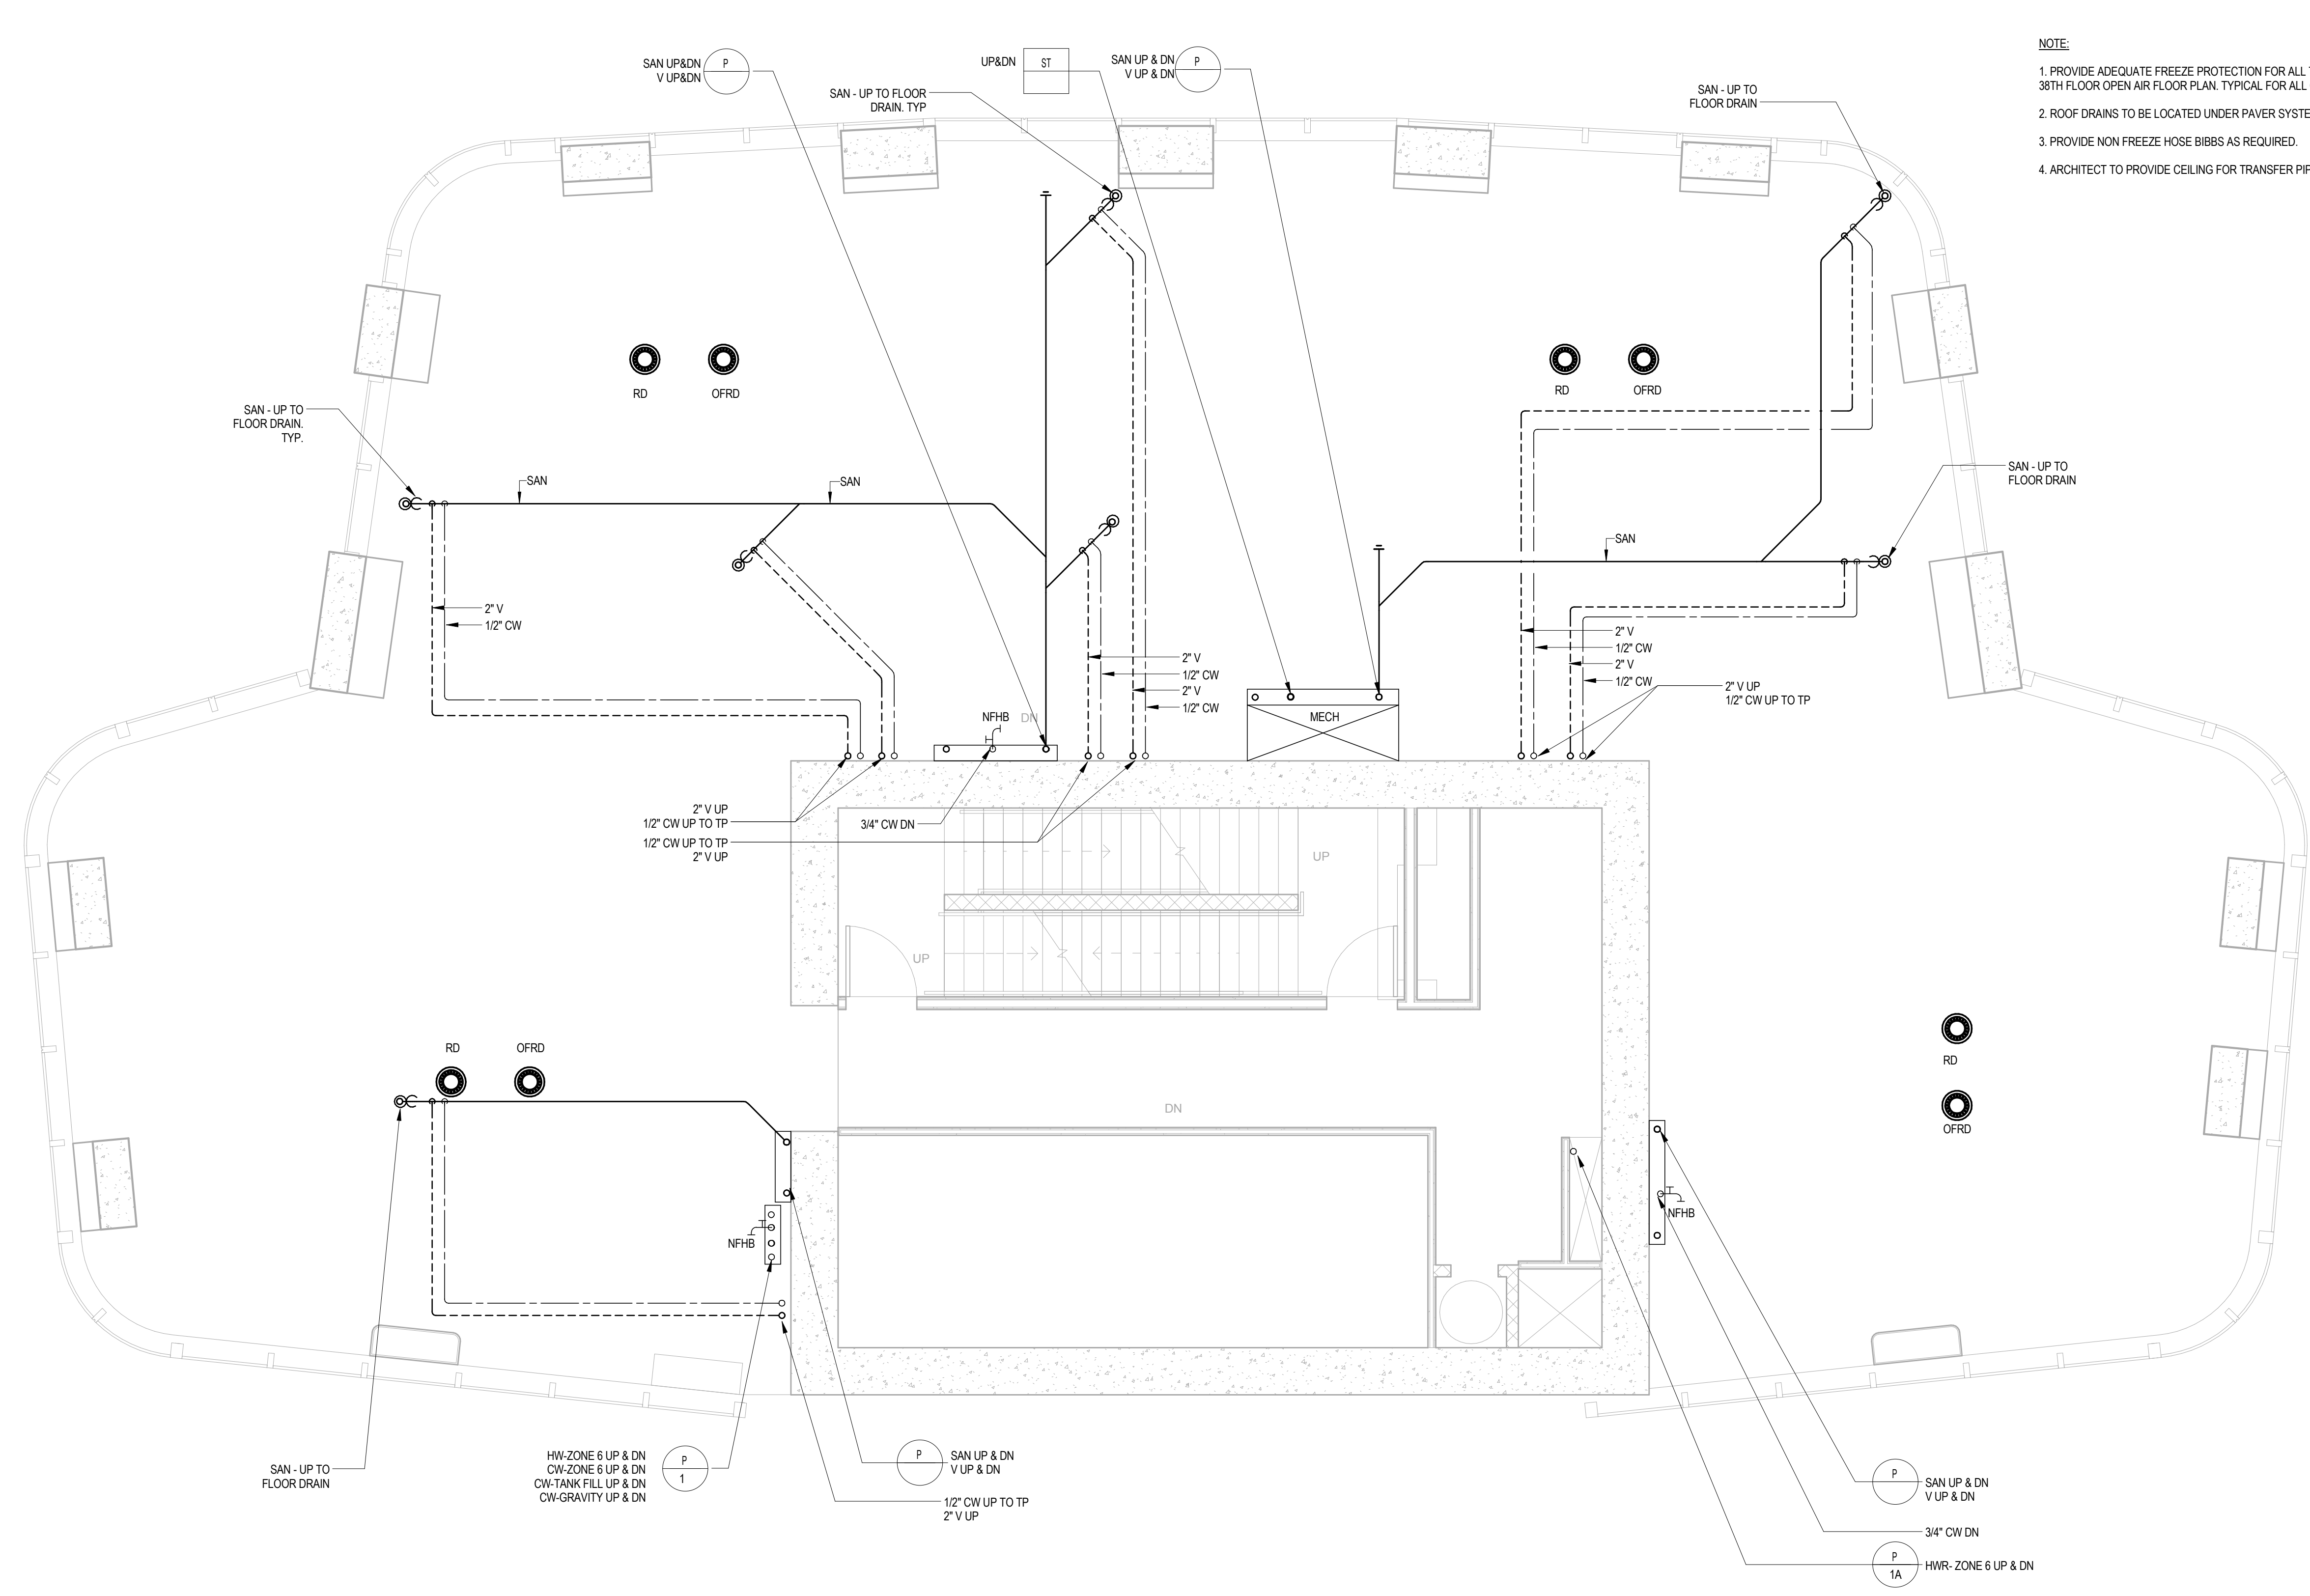 SAN UP&DN
V UP&DN
P
UP&DN
ST
SAN UP & DN
V UP & DN
P
NOTE:
1. PROVIDE ADEQUATE FREEZE PROTECTION FOR ALL
38TH FLOOR OPEN AIR FLOOR PLAN. TYPICAL FOR ALL
2. ROOF DRAINS TO BE LOCATED UNDER PAVER SYSTE
3. PROVIDE NON FREEZE HOSE BIBBS AS REQUIRED.
4. ARCHITECT TO PROVIDE CEILING FOR TRANSFER PIP
SAN - UP TO FLOOR
DRAIN. TYP
SAN - UP TO
FLOOR DRAIN
RD
OFRD
RD
OFRD
SAN - UP TO
FLOOR DRAIN.
TYP.
SAN
SAN
SAN
SAN - UP TO
FLOOR DRAIN
2" V
1/2" CW
2" V
1/2" CW
2" V
1/2" CW
2" V
1/2" CW
2" V
1/2" CW
2" V UP
1/2" CW UP TO TP
NFHB
DN
MECH
2" V UP
1/2" CW UP TO TP
3/4" CW DN
1/2" CW UP TO TP
2" V UP
UP
UP
RD
OFRD
DN
RD
OFRD
NFHB
NFHB
SAN - UP TO
FLOOR DRAIN
HW-ZONE 6 UP & DN
CW-ZONE 6 UP & DN
CW-TANK FILL UP & DN
CW-GRAVITY UP & DN
P
1
P
SAN UP & DN
V UP & DN
1/2" CW UP TO TP
2" V UP
P
SAN UP & DN
V UP & DN
3/4" CW DN
P
1A
HWR- ZONE 6 UP & DN